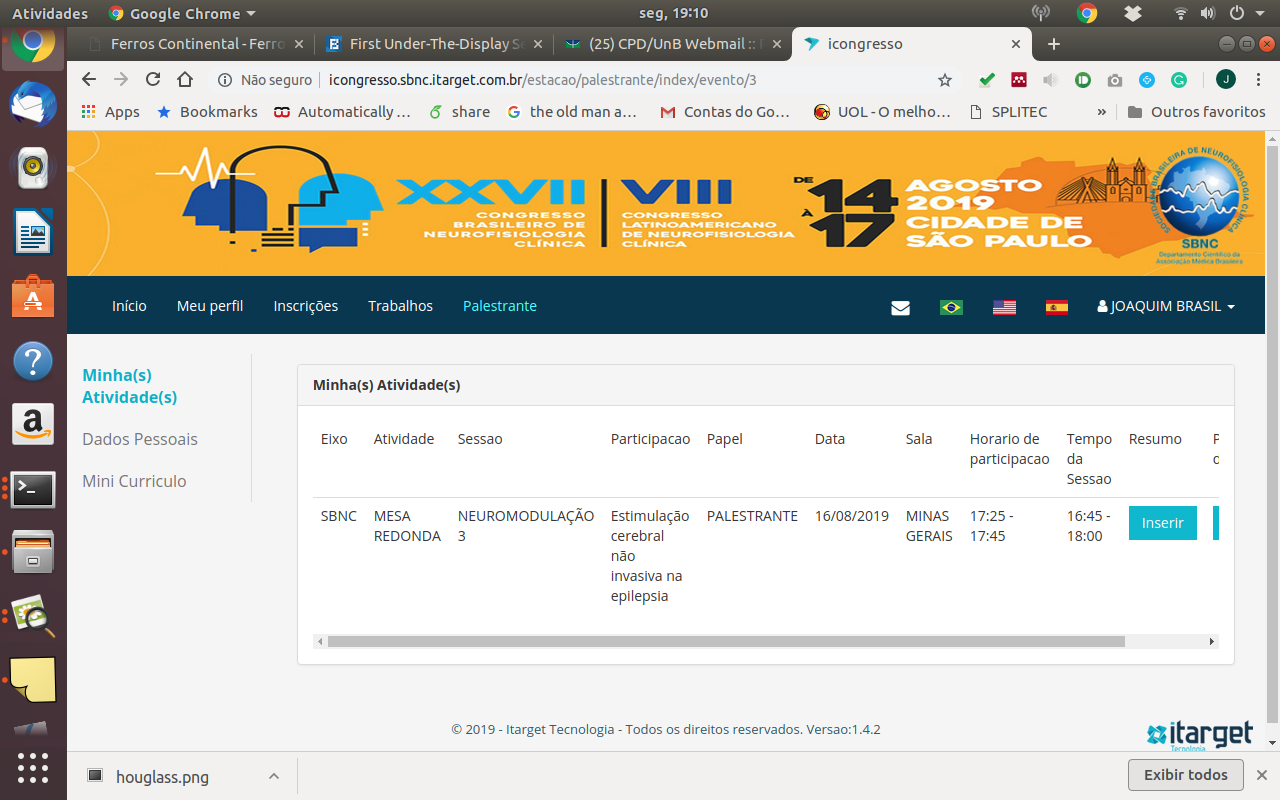 Atividades
Google Chrome
seg, 19:10
Ferros Continental - Ferro
First Under-The-Display Se
(25) CPD/UnB Webmail ::
icongresso
Não seguro | icongresso.sbnc.itarget.com.br/estacao/palestrante/index/evento/3
J
Apps
Bookmarks
Automatically ...
share
the old man a...
Contas do Go...
UOL - O melho...
SPLITEC
»
Outros favoritos
XXVII
CONGRESSO
BRASILEIRO DE
NEUROFISIOLOGIA
CLÍNICA
VIII
CONGRESSO
LATINOAMERICANO
DE NEUROFISIOLOGIA
CLÍNICA
DE 14
À 17
AGOSTO
2019
CIDADE DE
SÃO PAULO
SOCIEDADE BRASILEIRA DE NEUROFISIOLOGIA CLÍNICA
SBNC
Departamento Científico da
Associação Médica Brasileira
Início
Meu perfil
Inscrições
Trabalhos
Palestrante
JOAQUIM BRASIL
Minha(s)
Atividade(s)
Dados Pessoais
Mini Curriculo
Minha(s) Atividade(s)
Eixo Atividade Sessao Participacao Papel Data Sala Horario de Tempo Resumo
participacao da
Sessao
SBNC MESA NEUROMODULAÇÃO Estimulação PALESTRANTE 16/08/2019 MINAS 17:25 - 16:45 - Inserir
REDONDA 3 cerebral GERAIS 17:45 18:00
não
invasiva na
epilepsia
© 2019 - Itarget Tecnologia - Todos os direitos reservados. Versao:1.4.2
itarget
Tecnologia
houglass.png
Exibir todos